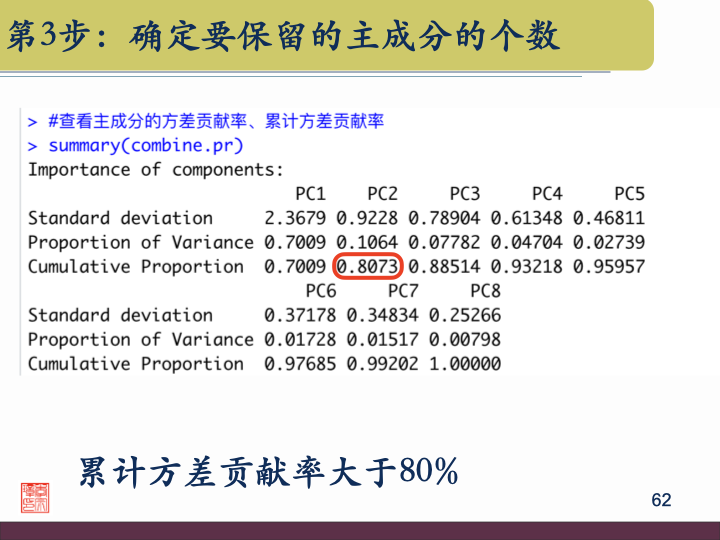 第3步：确定要保留的主成分的个数
> #查看主成分的方差贡献率、累计方差贡献率
> summary(combine.pr)
Importance of components:
PC1 PC2 PC3 PC4 PC5
Standard deviation 2.3679 0.9228 0.78904 0.61348 0.46811
Proportion of Variance 0.7009 0.1064 0.07782 0.04704 0.02739
Cumulative Proportion 0.7009 0.8073 0.88514 0.93218 0.95957
PC6 PC7 PC8
Standard deviation 0.37178 0.34834 0.25266
Proportion of Variance 0.01728 0.01517 0.00798
Cumulative Proportion 0.97685 0.99202 1.00000
累计方差贡献率大于80%
62